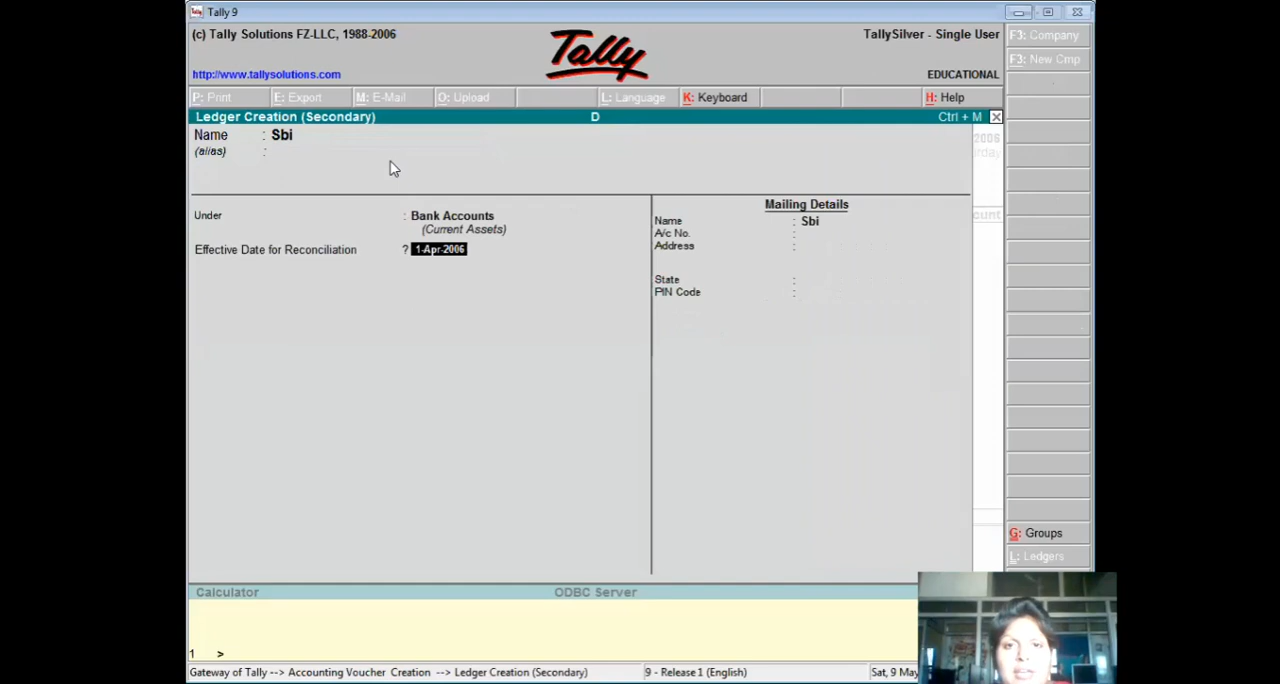 Tally 9
(c) Tally Solutions FZ-LLC, 1988-2006
Tally
TallySilver - Single User
http://www.tallysolutions.com
EDUCATIONAL
F3: Company
F3: New Cmp
P: Print
E: Export
M: E-Mail
O: Upload
L: Language
K: Keyboard
H: Help
Ledger Creation (Secondary)
D
Ctrl + M
Name : Sbi
(alias) :
2006
Under : Bank Accounts
(Current Assets)
Effective Date for Reconciliation ? 1-Apr-2006
Mailing Details
Name : Sbi
A/c No. :
Address :
State :
PIN Code :
G: Groups
L: Ledgers
Calculator
ODBC Server
1 >
Gateway of Tally --> Accounting Voucher Creation --> Ledger Creation (Secondary)
9 - Release 1 (English)
Sat, 9 May